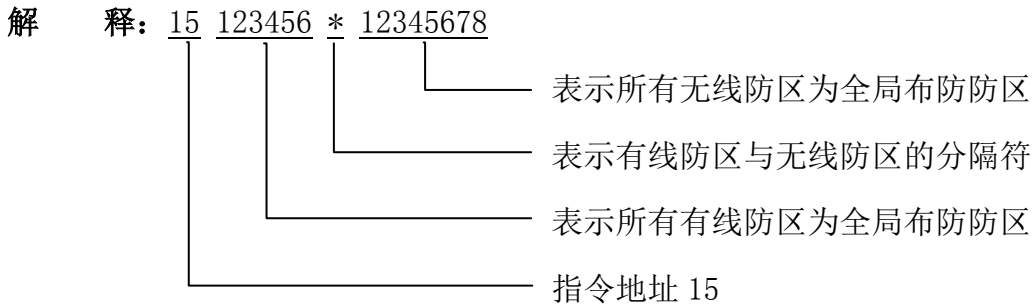 解　　释：15 123456 * 12345678
表示所有无线防区为全局布防防区
表示有线防区与无线防区的分隔符
表示所有有线防区为全局布防防区
指令地址 15